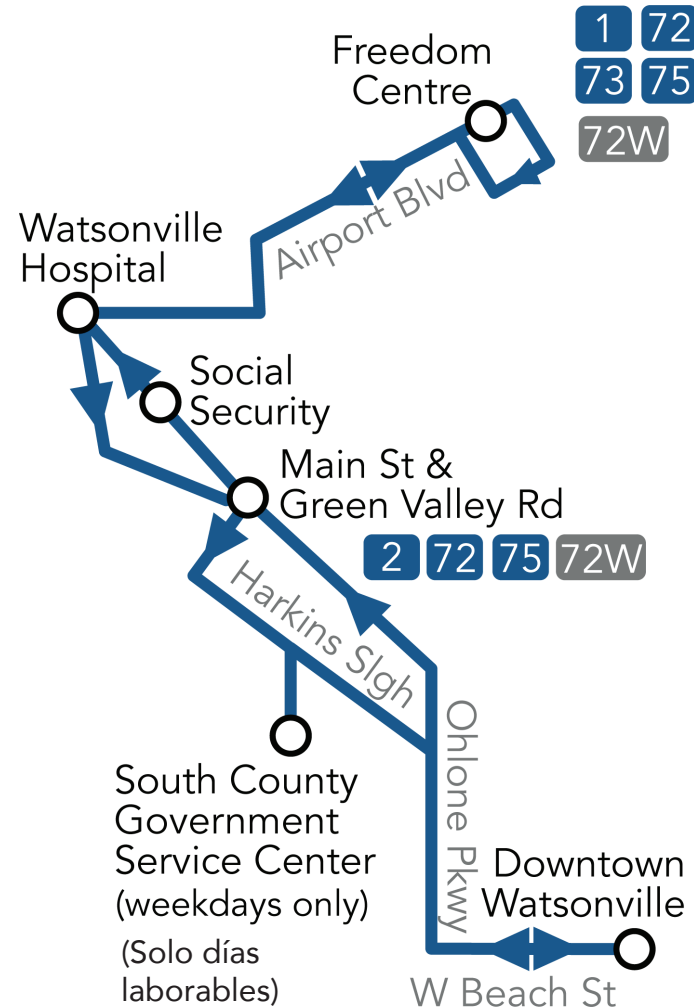 Freedom
Centre
1 72
73 75
72W
Airport Blvd
Watsonville
Hospital
Social
Security
Main St &
Green Valley Rd
2 72 75 72W
Harkins Slgh
Ohlone Pkwy
South County
Government
Service Center
(weekdays only)
(Solo días
laborables)
Downtown
Watsonville
W Beach St